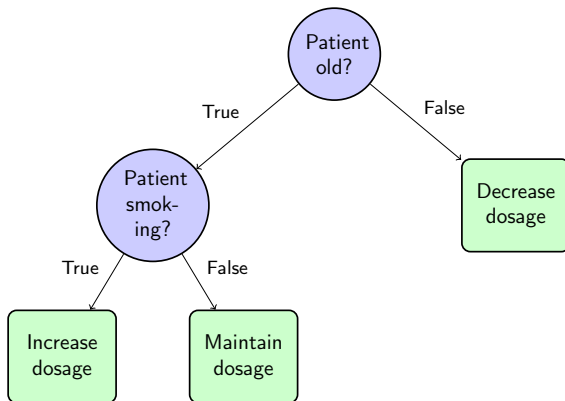 Patient
old?
True
False
Patient
smok-
ing?
Decrease
dosage
True
False
Increase
dosage
Maintain
dosage